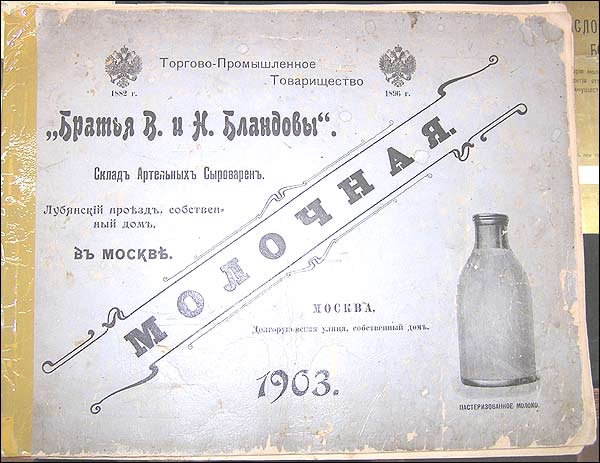 Торгово-Промышленное
Товарищество
1882 г.
1896 г.
„Братья В. и Н. Бландовы“.
Складъ Артельныхъ Сыроваренъ.
Лубянскій проѣздъ, собствен-
ный домъ,
въ МОСКВѢ.
МОЛОЧНАЯ.
МОСКВА,
Долгоруковская улица, собственный домъ.
1903.
ПАСТЕРИЗОВАННОЕ МОЛОКО.